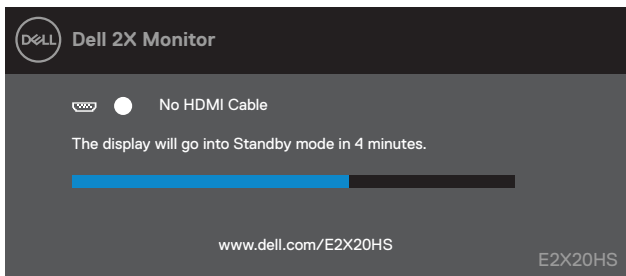 DELL Dell 2X Monitor
No HDMI Cable
The display will go into Standby mode in 4 minutes.
www.dell.com/E2X20HS
E2X20HS